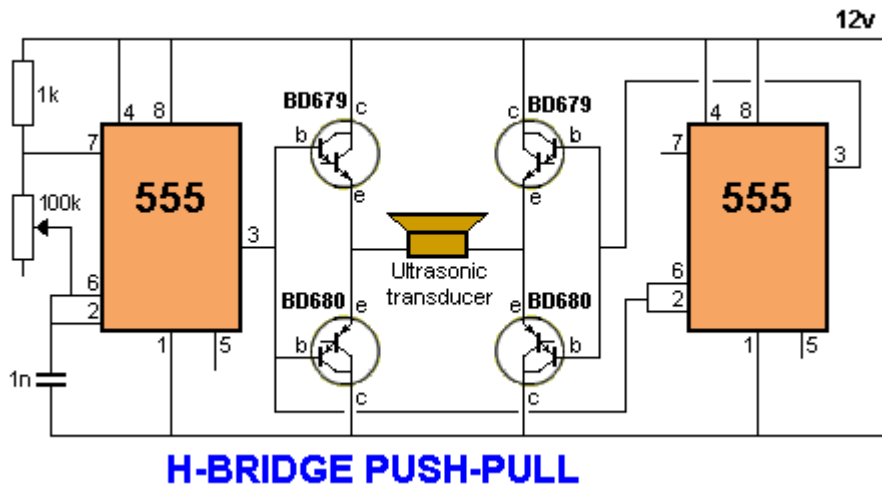 12v
1k
4 8
BD679 c
BD679
c
7
b
b
7
3
555
555
100k
e
e
3
6
2
Ultrasonic
transducer
6
2
BD680 e
e BD680
b
b
1
5
1
5
1n
c
c
H-BRIDGE PUSH-PULL
4 8